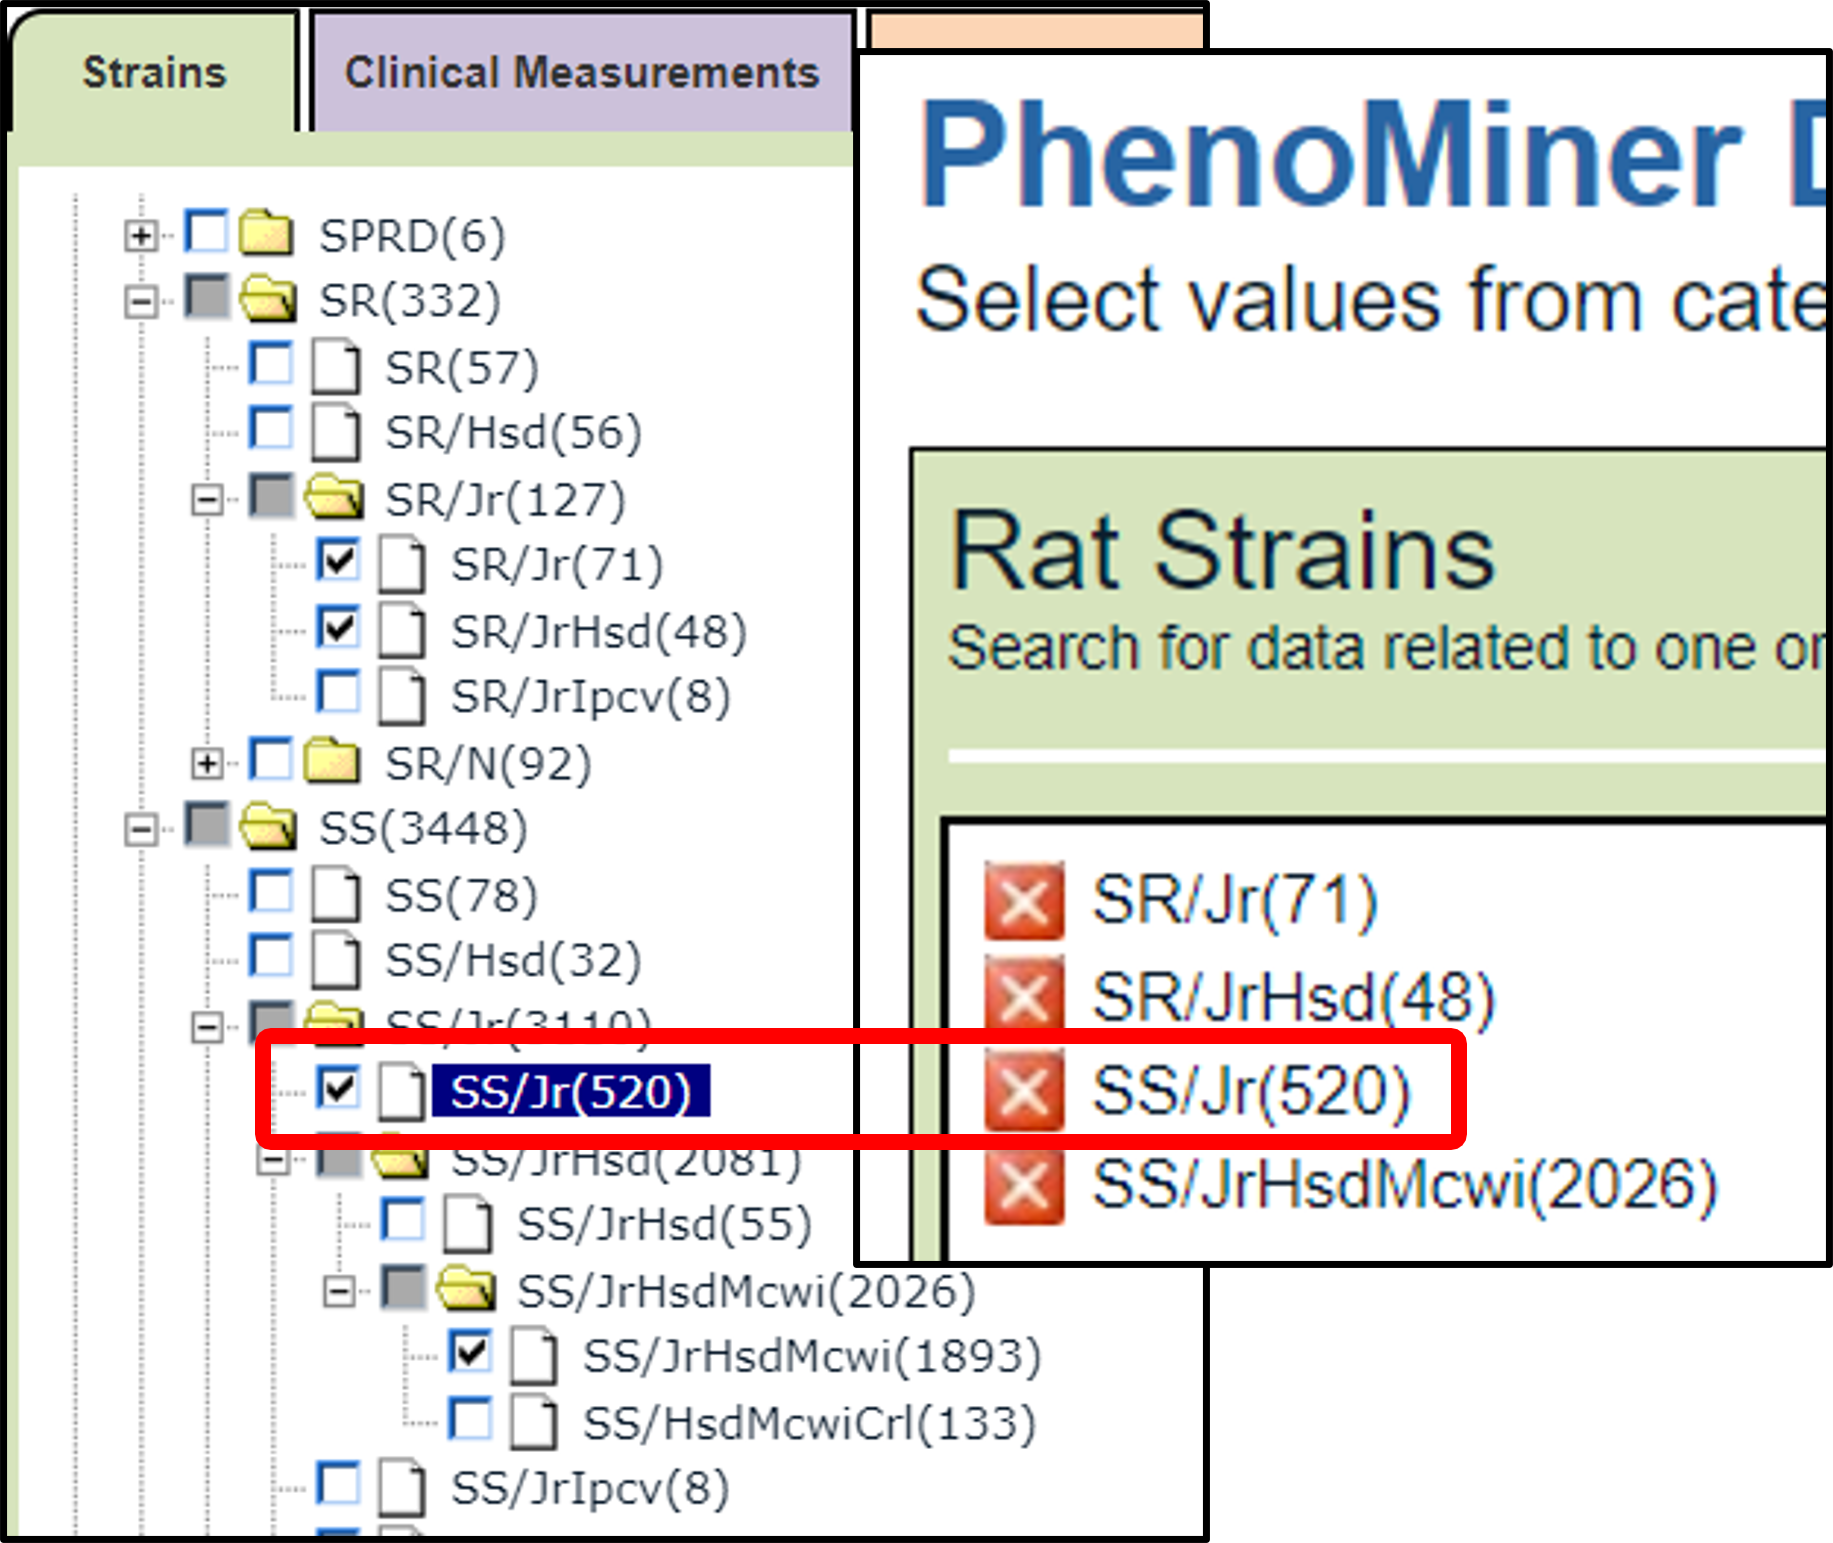 Strains
Clinical Measurements
SPRD(6)
SR(332)
SR(57)
SR/Hsd(56)
SR/Jr(127)
SR/Jr(71)
SR/JrHsd(48)
SR/JrIpcv(8)
SR/N(92)
SS(3448)
SS(78)
SS/Hsd(32)
SS/Jr(3110)
SS/Jr(520)
SS/JrHsd(2081)
SS/JrHsd(55)
SS/JrHsdMcwi(2026)
SS/JrHsdMcwi(1893)
SS/HsdMcwiCrl(133)
SS/JrIpcv(8)
PhenoMiner D
Select values from cate
Rat Strains
Search for data related to one or
SR/Jr(71)
SR/JrHsd(48)
SS/Jr(520)
SS/JrHsdMcwi(2026)